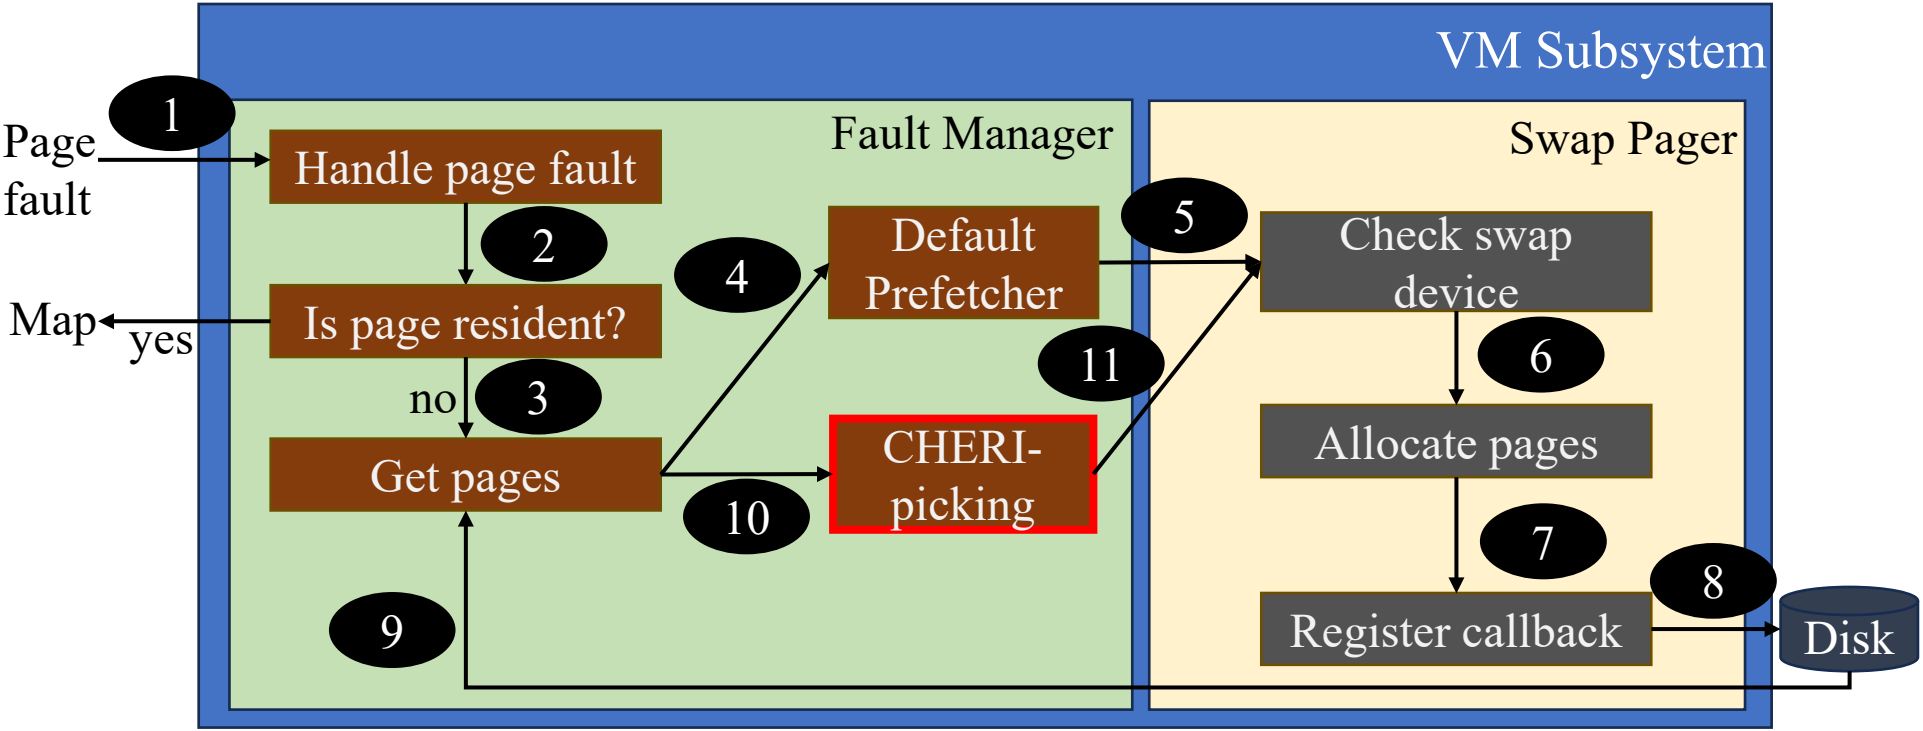 VM Subsystem
Fault Manager
Swap Pager
1
Page
fault
Handle page fault
2
Map
yes
Is page resident?
no
3
Get pages
4
Default
Prefetcher
5
10
CHERI-
picking
11
Check swap
device
6
Allocate pages
7
Register callback
8
Disk
9